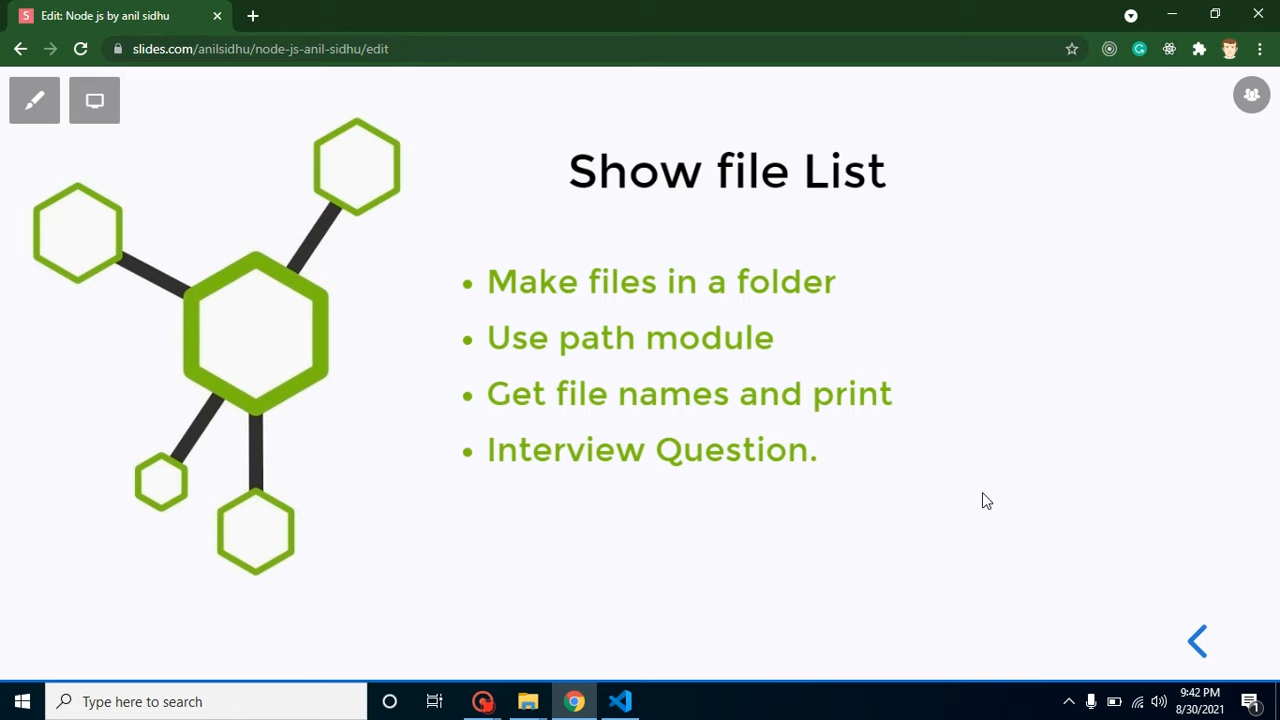 Edit: Node js by anil sidhu
slides.com/anilsidhu/node-js-anil-sidhu/edit
Show file List
• Make files in a folder
• Use path module
• Get file names and print
• Interview Question.
Type here to search
9:42 PM
8/30/2021
1